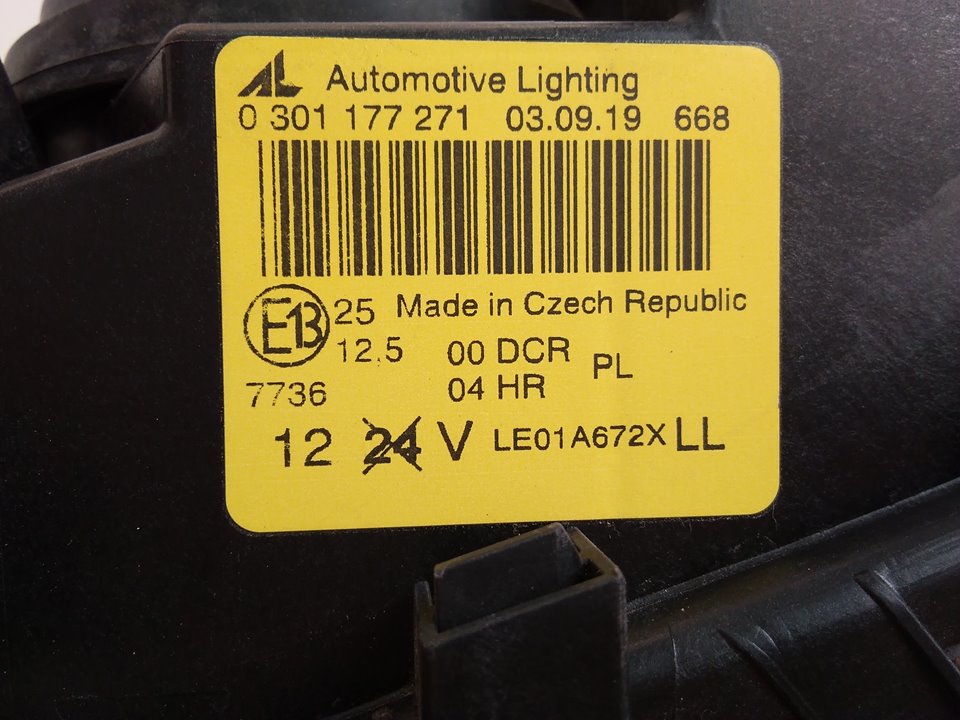 AL Automotive Lighting
0 301 177 271 03.09.19 668
E13 25 Made in Czech Republic
12.5 00 DCR PL
7736 04 HR
12 24 V LE01A672X LL